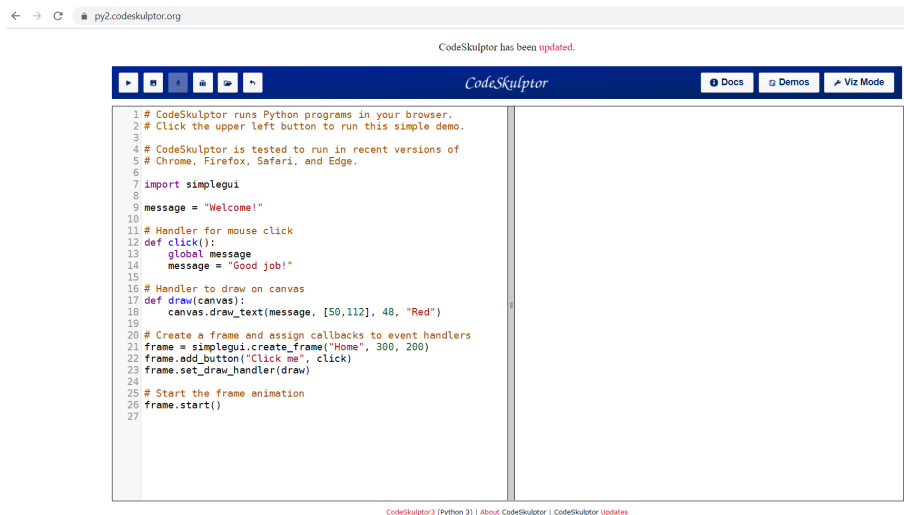 py2.codeskulptor.org
CodeSkulptor has been updated.
CodeSkulptor
Docs
Demos
Viz Mode
1 # CodeSkulptor runs Python programs in your browser.
2 # Click the upper left button to run this simple demo.
3
4 # CodeSkulptor is tested to run in recent versions of
5 # Chrome, Firefox, Safari, and Edge.
6
7 import simplegui
8
9 message = "Welcome!"
10
11 # Handler for mouse click
12 def click():
13     global message
14     message = "Good job!"
15
16 # Handler to draw on canvas
17 def draw(canvas):
18     canvas.draw_text(message, [50,112], 48, "Red")
19
20 # Create a frame and assign callbacks to event handlers
21 frame = simplegui.create_frame("Home", 300, 200)
22 frame.add_button("Click me", click)
23 frame.set_draw_handler(draw)
24
25 # Start the frame animation
26 frame.start()
27
CodeSkulptor3 (Python 3) | About CodeSkulptor | CodeSkulptor Updates